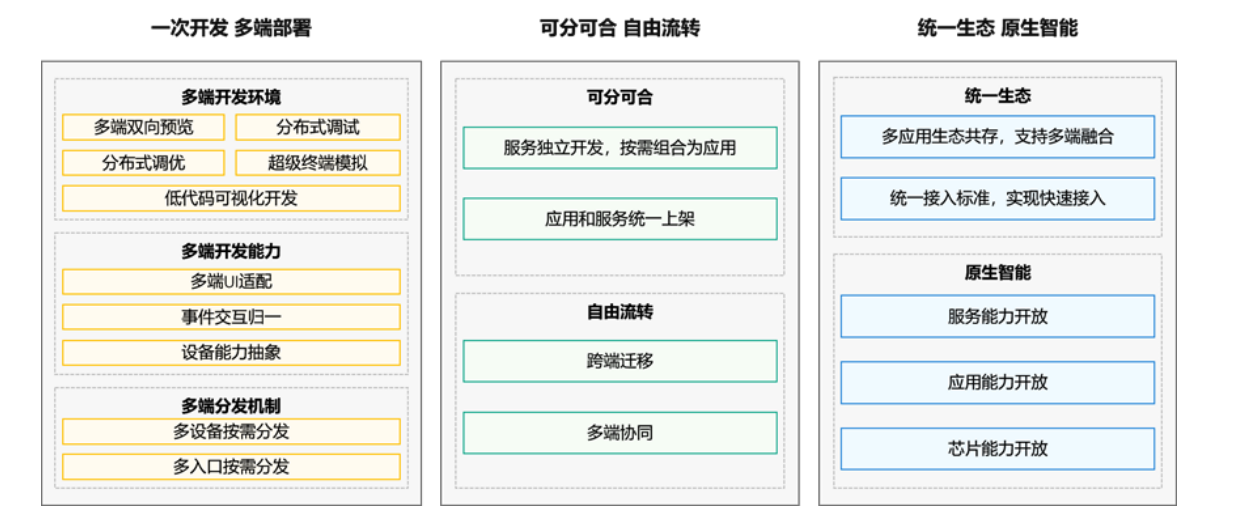 一次开发 多端部署
多端开发环境
多端双向预览
分布式调试
分布式调优
超级终端模拟
低代码可视化开发
多端开发能力
多端UI适配
事件交互归一
设备能力抽象
多端分发机制
多设备按需分发
多入口按需分发
可分可合 自由流转
可分可合
服务独立开发，按需组合为应用
应用和服务统一上架
自由流转
跨端迁移
多端协同
统一生态 原生智能
统一生态
多应用生态共存，支持多端融合
统一接入标准，实现快速接入
原生智能
服务能力开放
应用能力开放
芯片能力开放